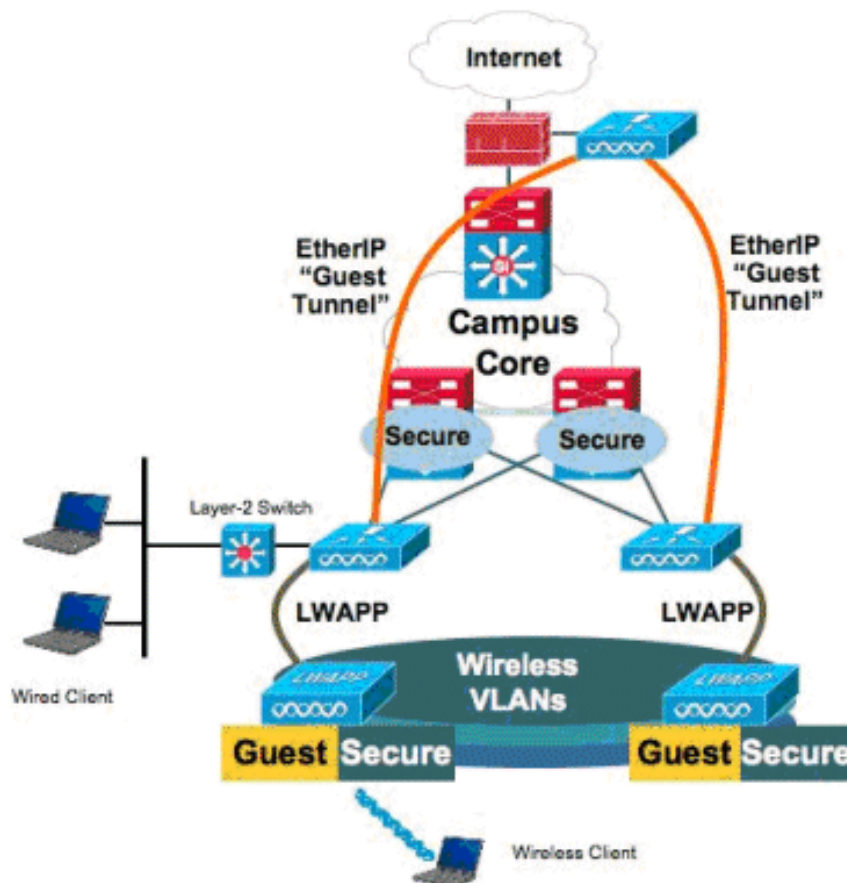 Internet
EtherIP
“Guest
Tunnel”
EtherIP
“Guest
Tunnel”
Si
Campus
Core
Secure
Secure
Layer-2 Switch
LWAPP
LWAPP
Wired Client
Wireless
VLANs
LWAPP
LWAPP
Guest Secure
Guest Secure
Wireless Client